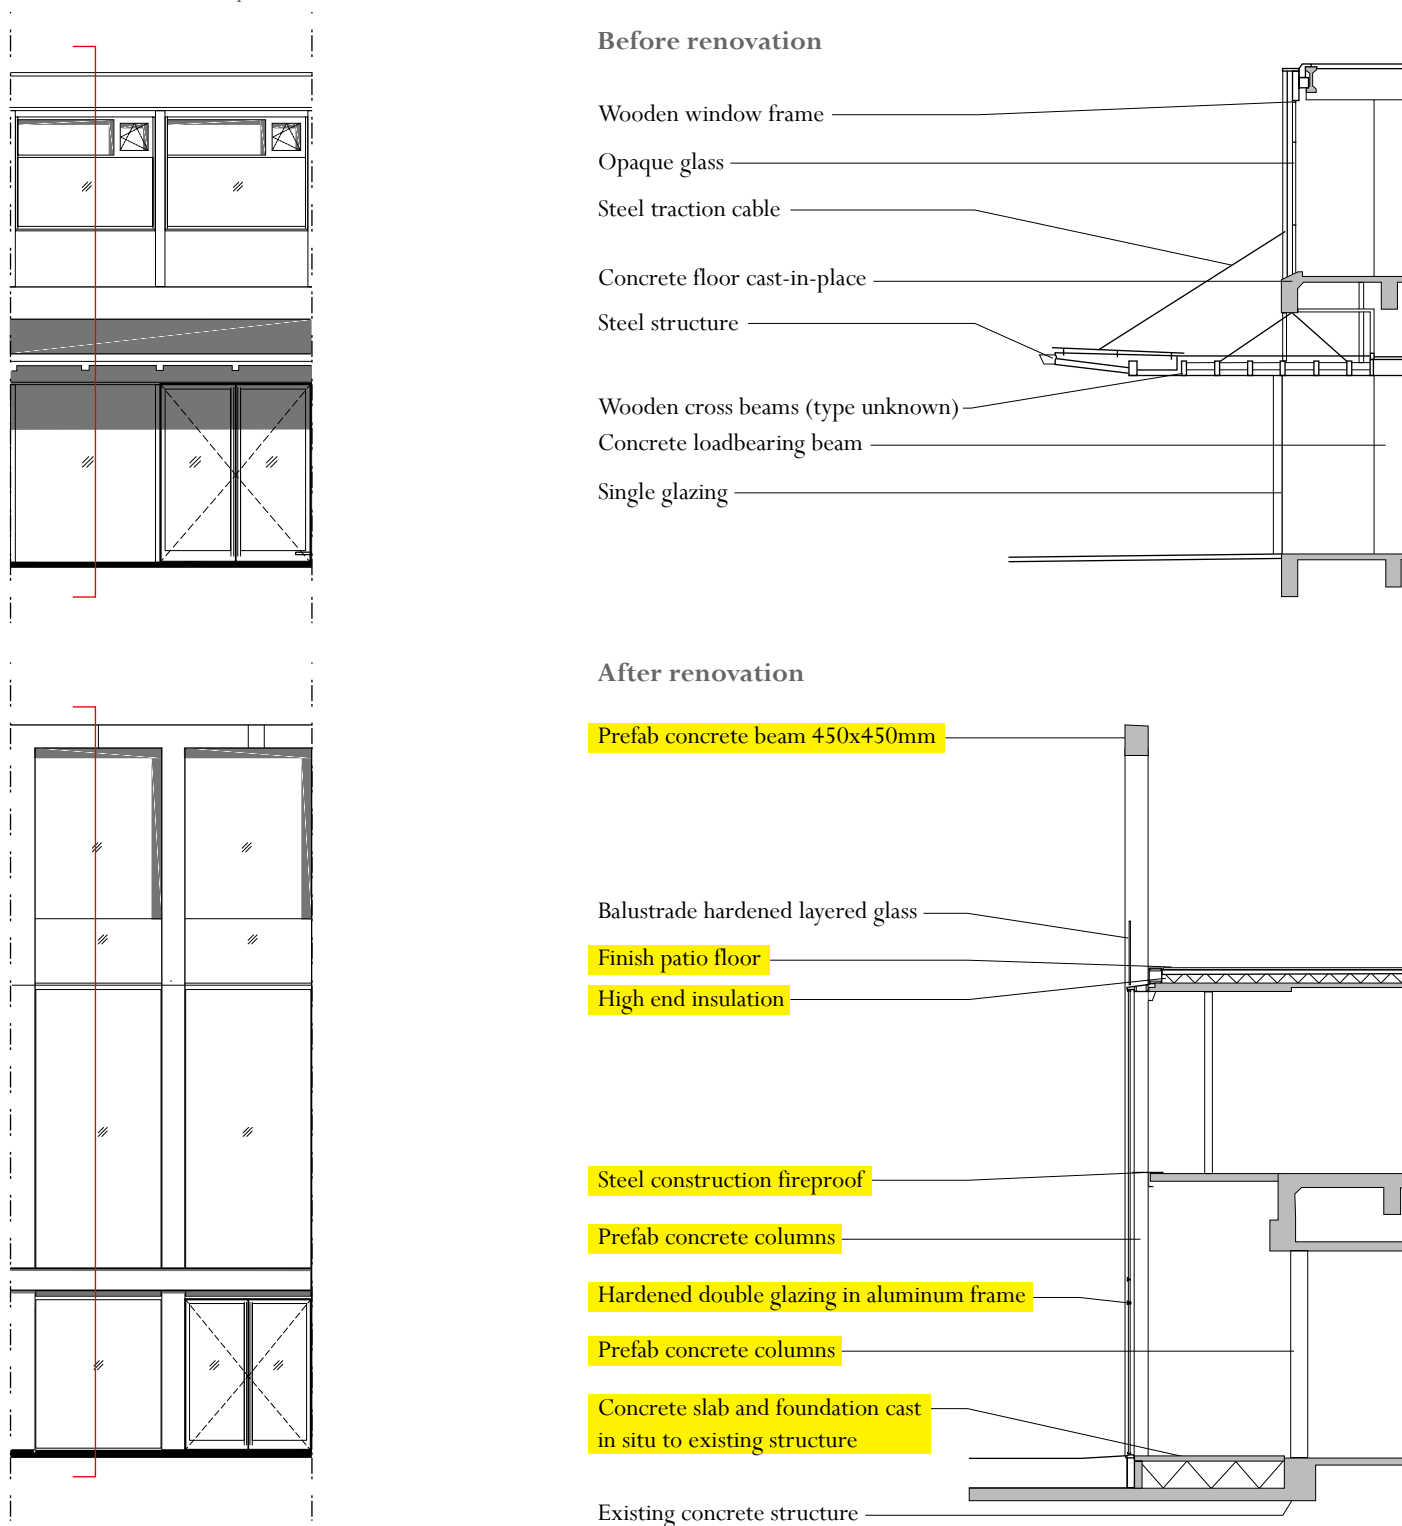 Before renovation
Wooden window frame
Opaque glass
Steel traction cable
Concrete floor cast-in-place
Steel structure
Wooden cross beams (type unknown)
Concrete loadbearing beam
Single glazing
After renovation
Prefab concrete beam 450x450mm
Balustrade hardened layered glass
Finish patio floor
High end insulation
Steel construction fireproof
Prefab concrete columns
Hardened double glazing in aluminum frame
Prefab concrete columns
Concrete slab and foundation cast
in situ to existing structure
Existing concrete structure